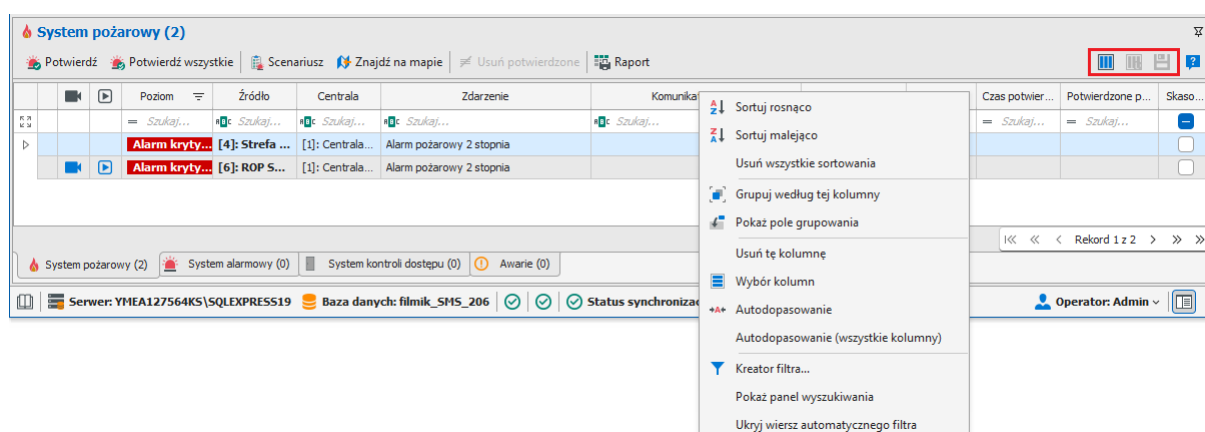 System pożarowy (2)
Potwierdź Potwierdź wszystkie Scenariusz Znajdź na mapie Usuń potwierdzone Raport
Poziom Źródło Centrala Zdarzenie Komunikat Czas potwier... Potwierdzone p... Skaso...
= Szukaj... Szukaj... Szukaj... Szukaj... Szukaj... = Szukaj... = Szukaj...
Alarm kryty... [4]: Strefa ... [1]: Centrala... Alarm pożarowy 2 stopnia
Alarm kryty... [6]: ROP S... [1]: Centrala... Alarm pożarowy 2 stopnia
Sortuj rosnąco
Sortuj malejąco
Usuń wszystkie sortowania
Grupuj według tej kolumny
Pokaż pole grupowania
Usuń tę kolumnę
Wybór kolumn
Autodopasowanie
Autodopasowanie (wszystkie kolumny)
Kreator filtra...
Pokaż panel wyszukiwania
Ukryj wiersz automatycznego filtra
Rekord 1 z 2
System pożarowy (2) System alarmowy (0) System kontroli dostępu (0) Awarie (0)
Serwer: YMEA127564KS\SQLEXPRESS19 Baza danych: filmik_SMS_206 Status synchronizac Operator: Admin